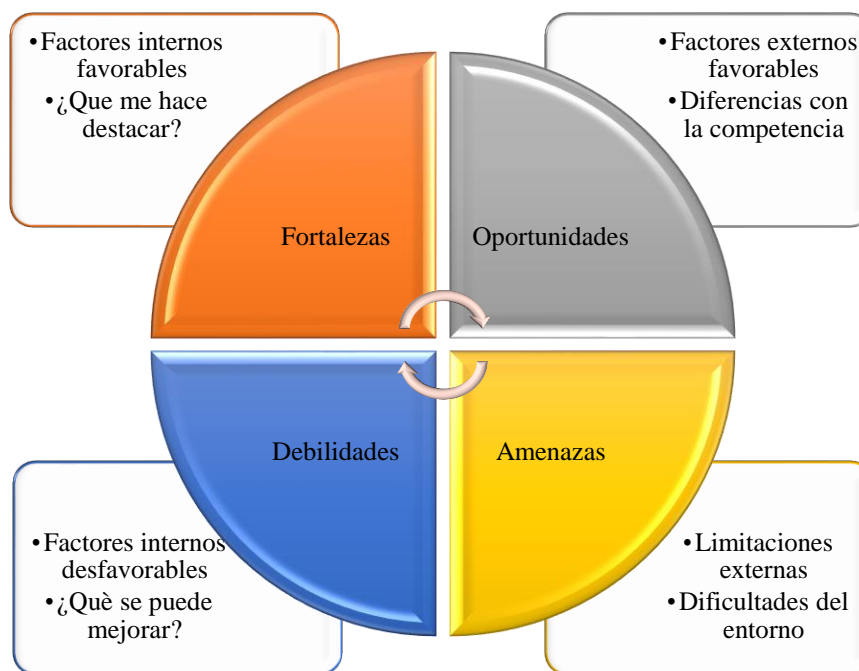 •Factores internos
favorables
•¿Que me hace
destacar?
•Factores externos
favorables
•Diferencias con
la competencia
Fortalezas
Oportunidades
Debilidades
Amenazas
•Factores internos
desfavorables
•¿Què se puede
mejorar?
•Limitaciones
externas
•Dificultades del
entorno